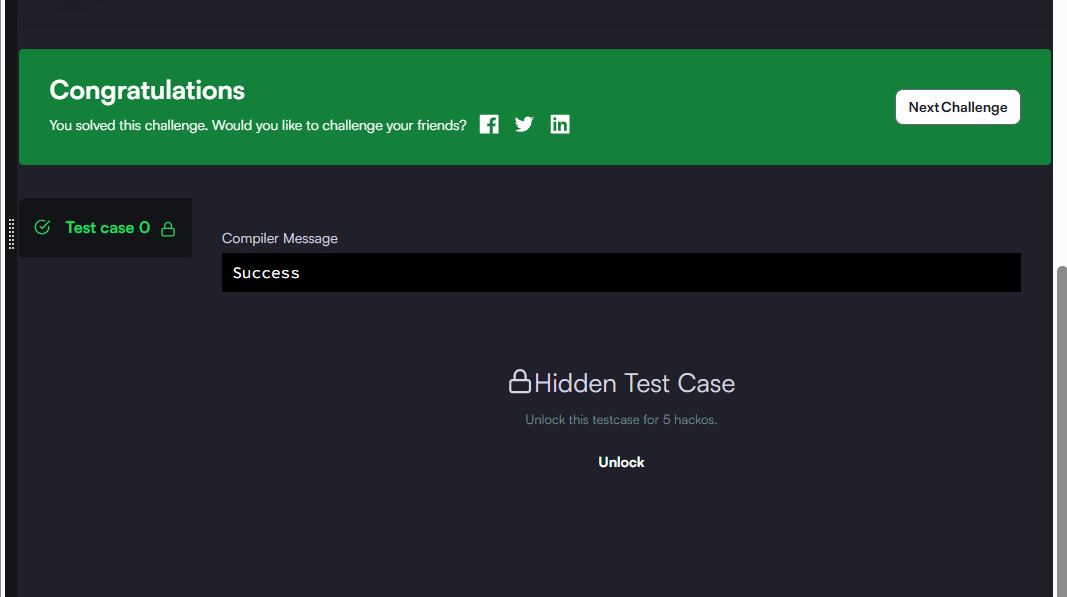 Congratulations
You solved this challenge. Would you like to challenge your friends?
Next Challenge
Test case 0
Compiler Message
Success
Hidden Test Case
Unlock this testcase for 5 hackos.
Unlock